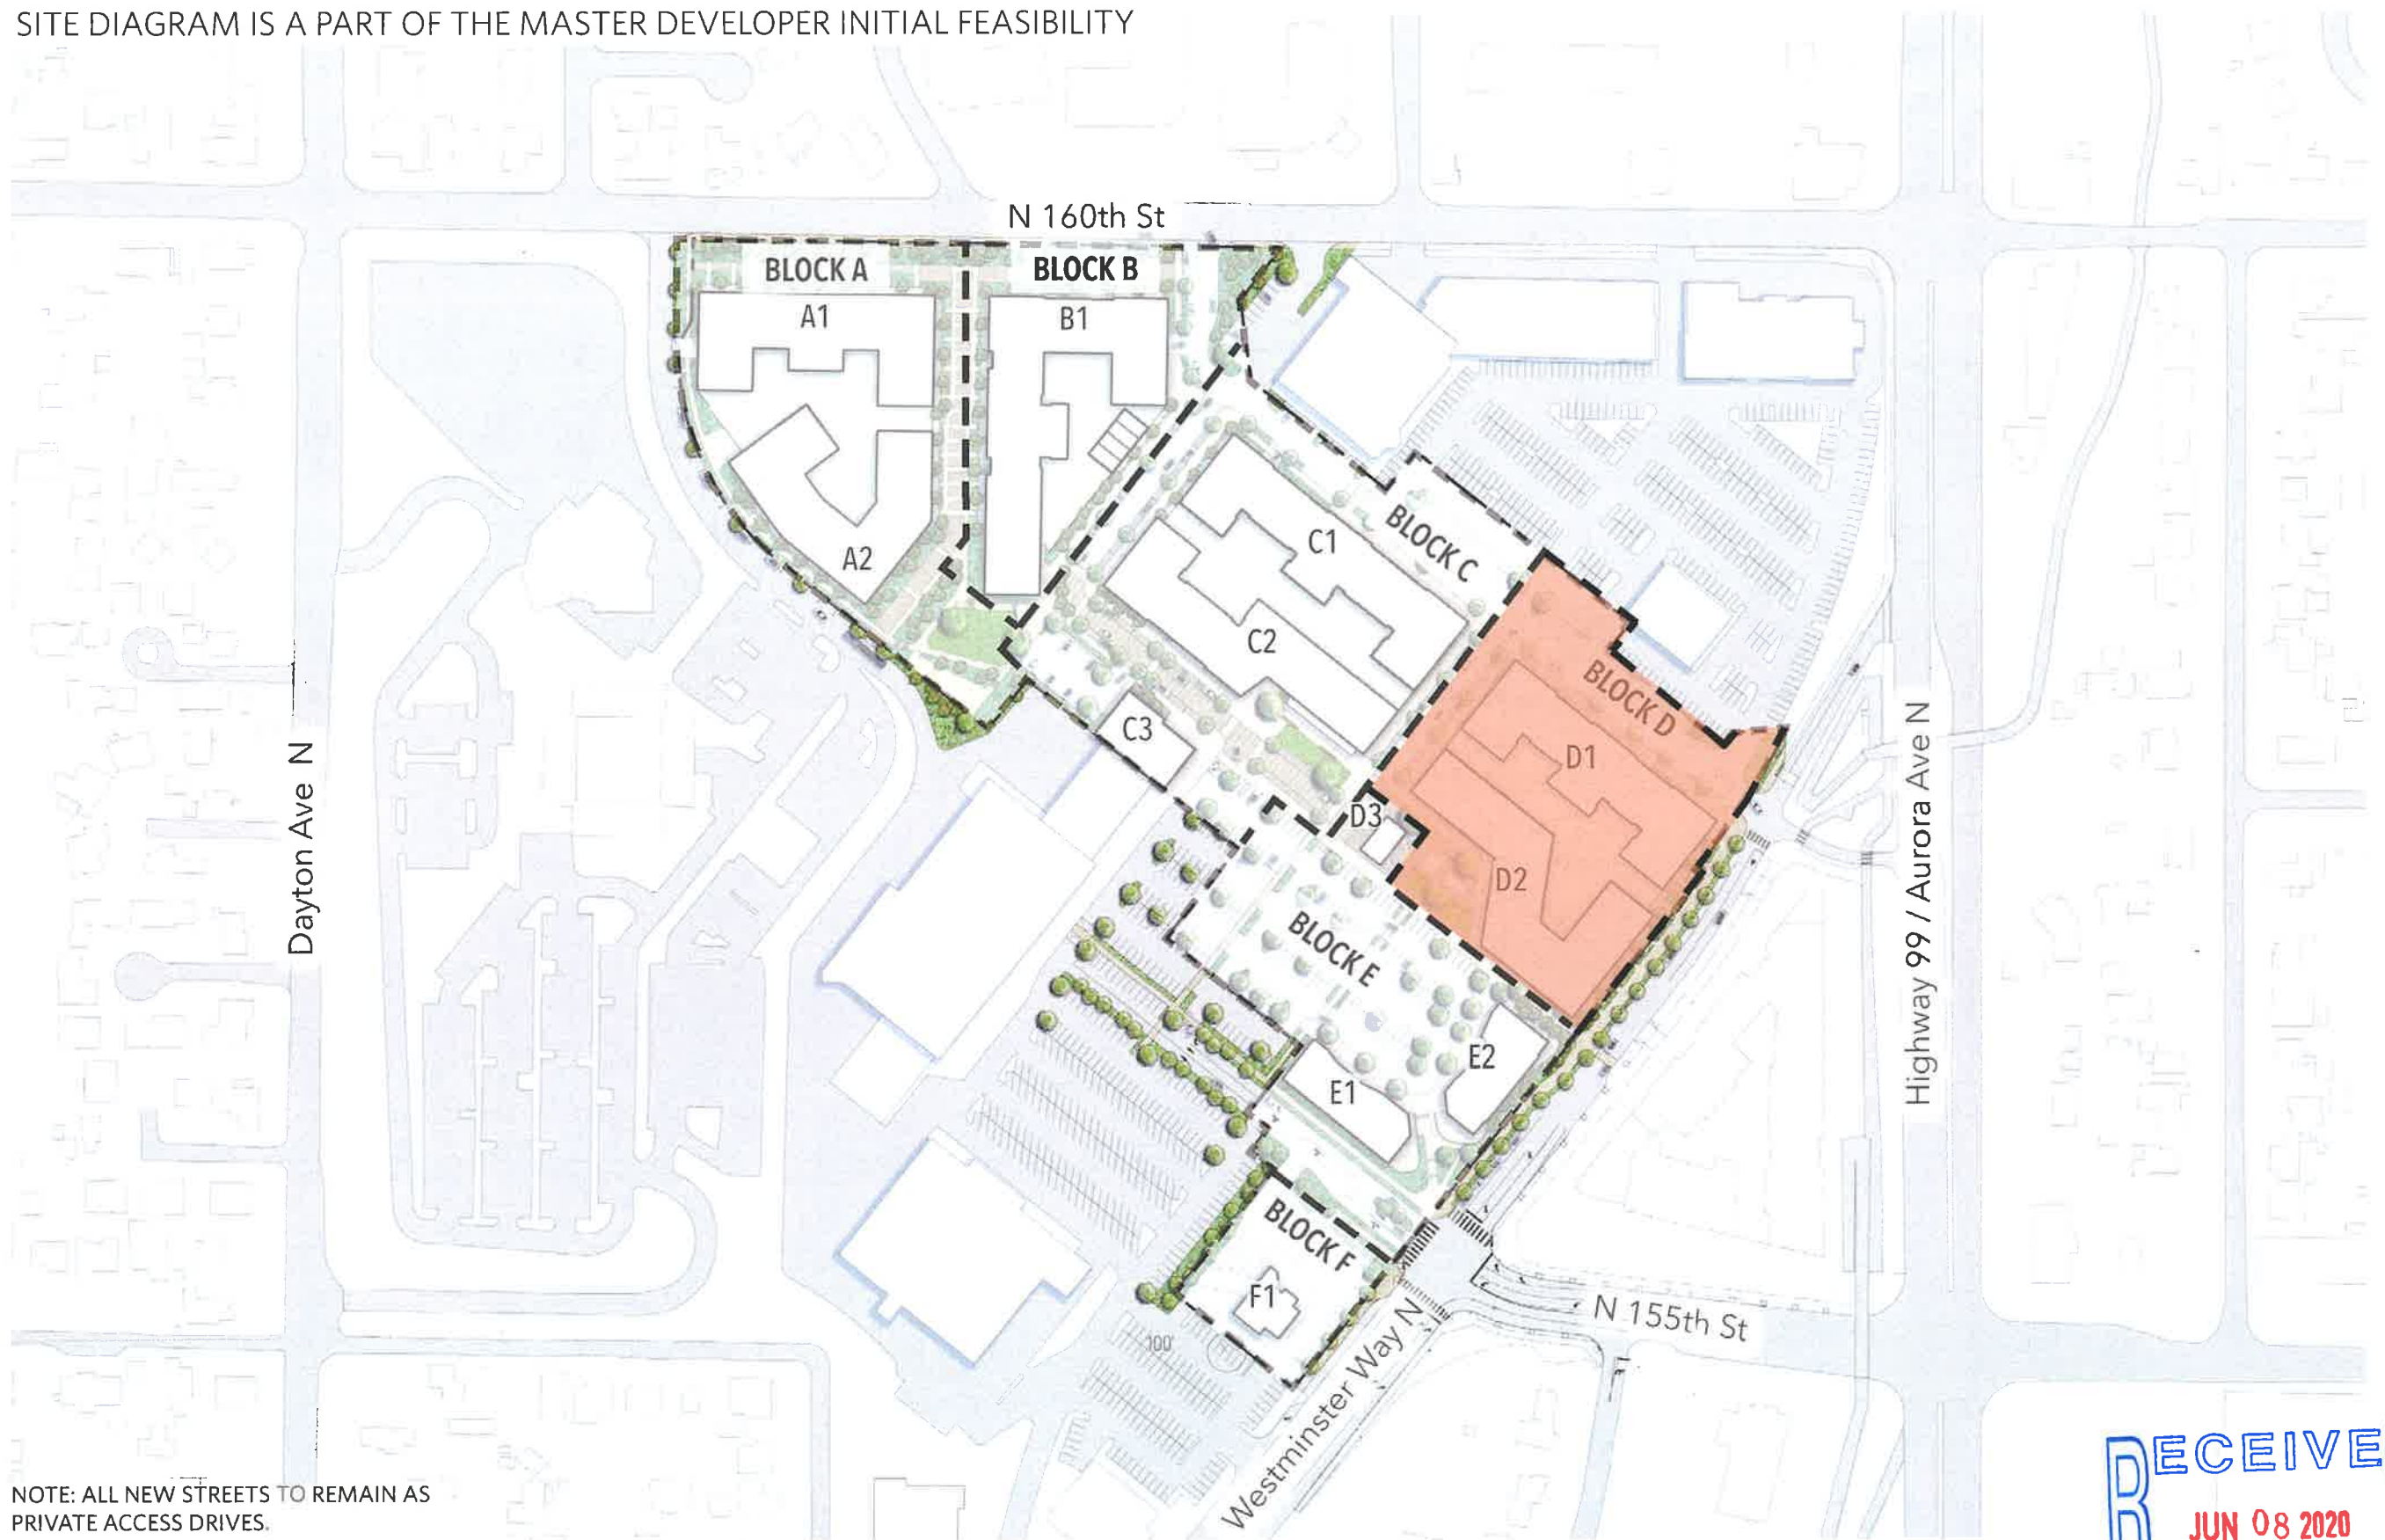 SITE DIAGRAM IS A PART OF THE MASTER DEVELOPER INITIAL FEASIBILITY
N 160th St
BLOCK A
BLOCK B
A1
B1
A2
C1
BLOCK C
C2
C3
BLOCK D
D1
D3
D2
BLOCK E
E2
E1
BLOCK F
F1
100'
Dayton Ave N
Highway 99 / Aurora Ave N
N 155th St
Westminster Way N
NOTE: ALL NEW STREETS TO REMAIN AS
PRIVATE ACCESS DRIVES.
RECEIVE
JUN 08 2020